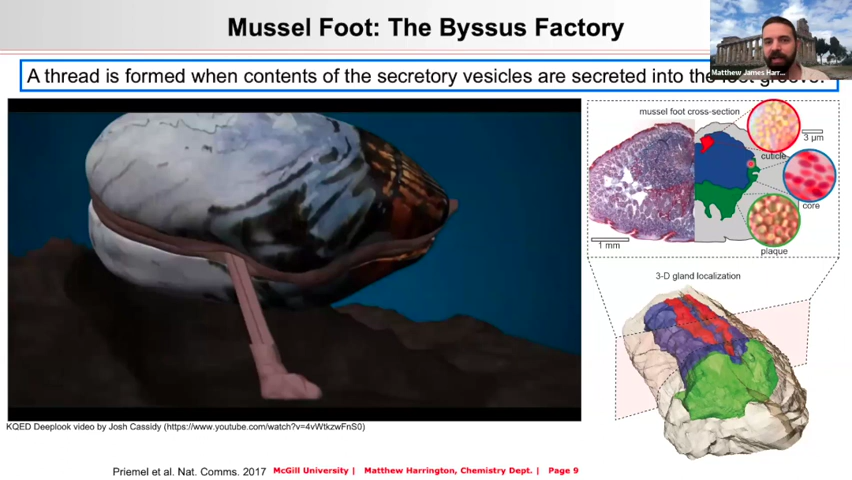 Mussel Foot: The Byssus Factory
A thread is formed when contents of the secretory vesicles are secreted into the foot groove.
Matthew James Harr...
mussel foot cross-section
cuticle
3 μm
core
plaque
1 mm
3-D gland localization
KQED Deeplook video by Josh Cassidy (https://www.youtube.com/watch?v=4vWtkzwFnS0)
Priemel et al. Nat. Comms. 2017 McGill University | Matthew Harrington, Chemistry Dept. | Page 9